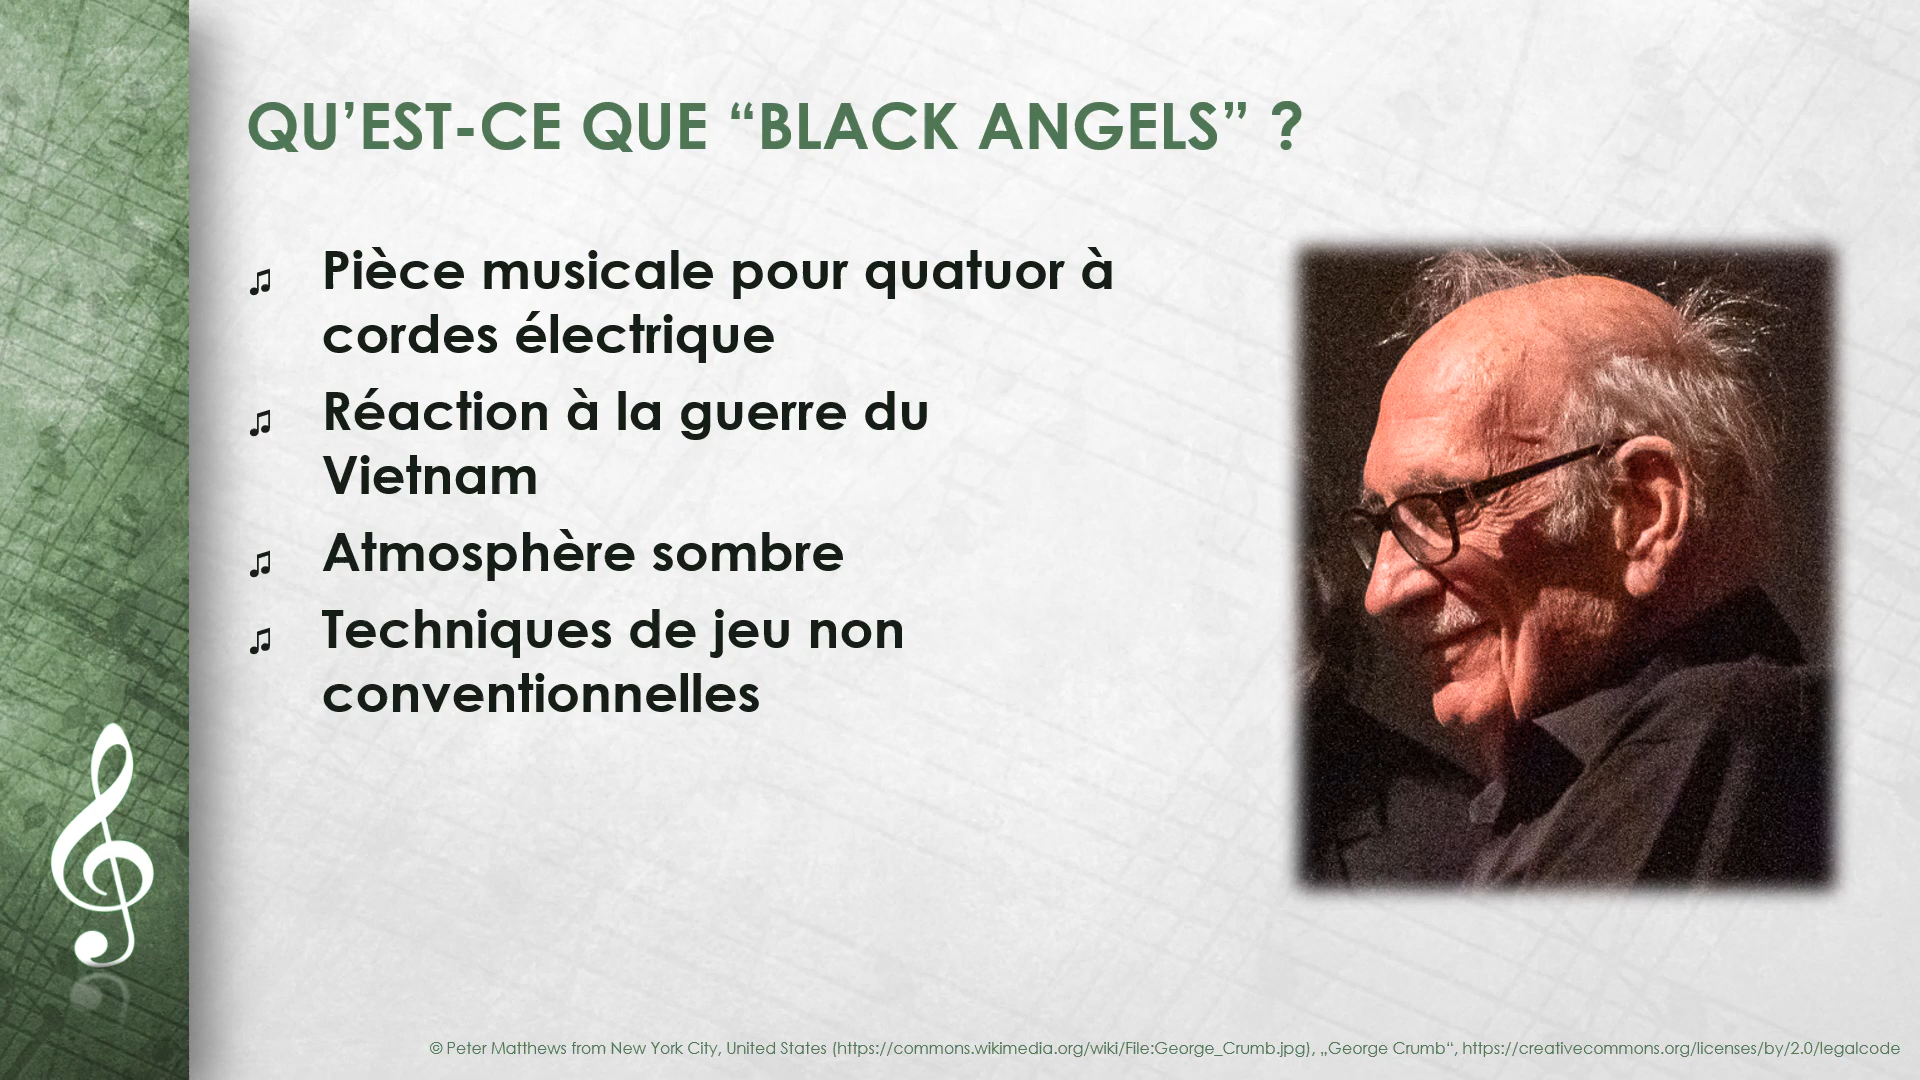 QU’EST-CE QUE “BLACK ANGELS” ?
♫ Pièce musicale pour quatuor à
cordes électrique
♫ Réaction à la guerre du
Vietnam
♫ Atmosphère sombre
♫ Techniques de jeu non
conventionnelles
© Peter Matthews from New York City, United States (https://commons.wikimedia.org/wiki/File:George_Crumb.jpg), „George Crumb“, https://creativecommons.org/licenses/by/2.0/legalcode